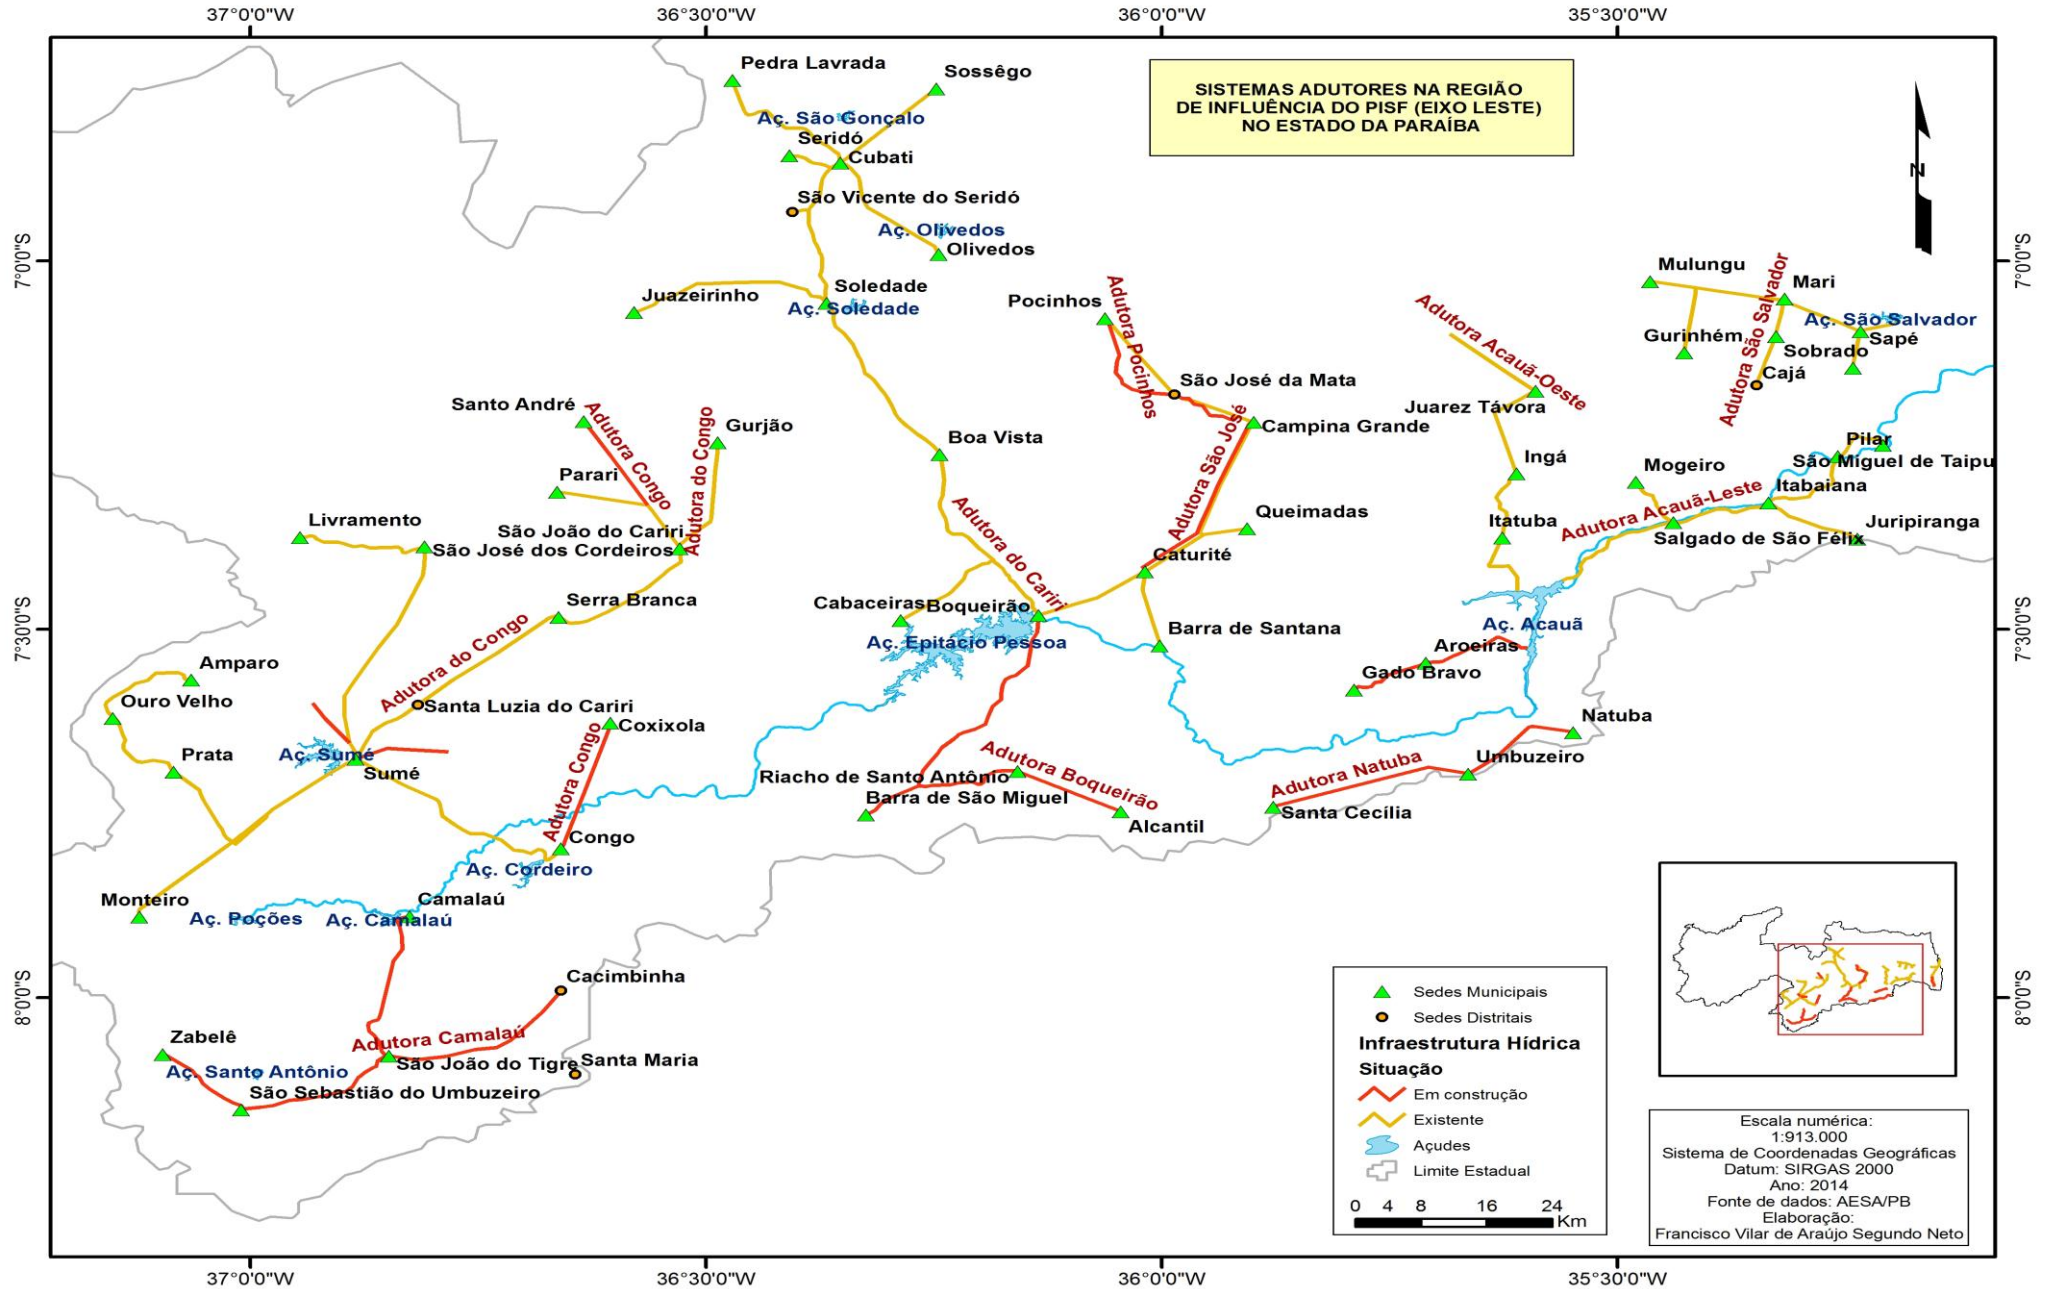 37°0'0"W
36°30'0"W
36°0'0"W
35°30'0"W
SISTEMAS ADUTORES NA REGIÃO
DE INFLUÊNCIA DO PISF (EIXO LESTE)
NO ESTADO DA PARAÍBA
N
Pedra Lavrada
Sossêgo
Aç. São Gonçalo
Seridó
Cubati
São Vicente do Seridó
Aç. Olivedos
Olivedos
7°0'0"S
7°0'0"S
Soledade
Aç. Soledade
Juazeirinho
Pocinhos
Adutora Pocinhos
São José da Mata
Campina Grande
Adutora São José
Adutora Acauã-Oeste
Juarez Távora
Mulungu
Mari
Adutora São Salvador
Aç. São Salvador
Sapé
Gurinhém
Sobrado
Cajá
Santo André
Adutora Congo
Adutora do Congo
Gurjão
Boa Vista
Parari
Ingá
Mogeiro
Pilar
São Miguel de Taipu
Itabaiana
Adutora Acauã-Leste
Juripiranga
Salgado de São Félix
Livramento
São João do Cariri
São José dos Cordeiros
Adutora do Cariri
Queimadas
Itatuba
Caturité
Serra Branca
Cabaceiras
Boqueirão
Aç. Epitácio Pessoa
Barra de Santana
Aç. Acauã
Aroeiras
Gado Bravo
7°30'0"S
7°30'0"S
Amparo
Ouro Velho
Prata
Adutora do Congo
Santa Luzia do Cariri
Coxixola
Adutora Congo
Aç. Sumé
Sumé
Riacho de Santo Antônio
Adutora Boqueirão
Barra de São Miguel
Alcantil
Natuba
Umbuzeiro
Adutora Natuba
Santa Cecília
Congo
Aç. Cordeiro
Monteiro
Aç. Poções
Camalaú
Aç. Camalaú
Cacimbinha
8°0'0"S
8°0'0"S
Zabelê
Adutora Camalaú
Aç. Santo Antônio
São João do Tigre
Santa Maria
São Sebastião do Umbuzeiro
Sedes Municipais
Sedes Distritais
Infraestrutura Hídrica
Situação
Em construção
Existente
Açudes
Limite Estadual
0 4 8 16 24
Km
Escala numérica:
1:913.000
Sistema de Coordenadas Geográficas
Datum: SIRGAS 2000
Ano: 2014
Fonte de dados: AESA/PB
Elaboração:
Francisco Vilar de Araújo Segundo Neto
37°0'0"W
36°30'0"W
36°0'0"W
35°30'0"W